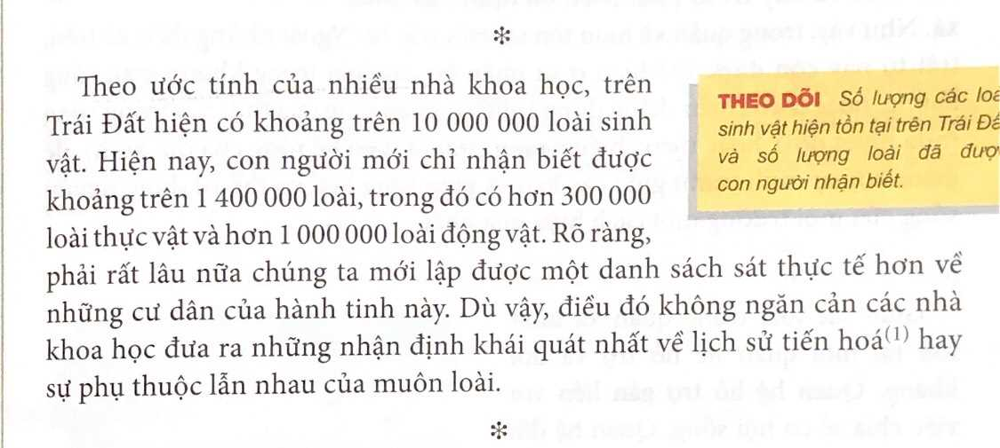 *
Theo ước tính của nhiều nhà khoa học, trên
Trái Đất hiện có khoảng trên 10 000 000 loài sinh
vật. Hiện nay, con người mới chỉ nhận biết được
khoảng trên 1 400 000 loài, trong đó có hơn 300 000
loài thực vật và hơn 1 000 000 loài động vật. Rõ ràng,
phải rất lâu nữa chúng ta mới lập được một danh sách sát thực tế hơn về
những cư dân của hành tinh này. Dù vậy, điều đó không ngăn cản các nhà
khoa học đưa ra những nhận định khái quát nhất về lịch sử tiến hoá(1) hay
sự phụ thuộc lẫn nhau của muôn loài.
*
THEO DÕI Số lượng các
sinh vật hiện tồn tại trên Trái
và số lượng loài đã
con người nhận biết.